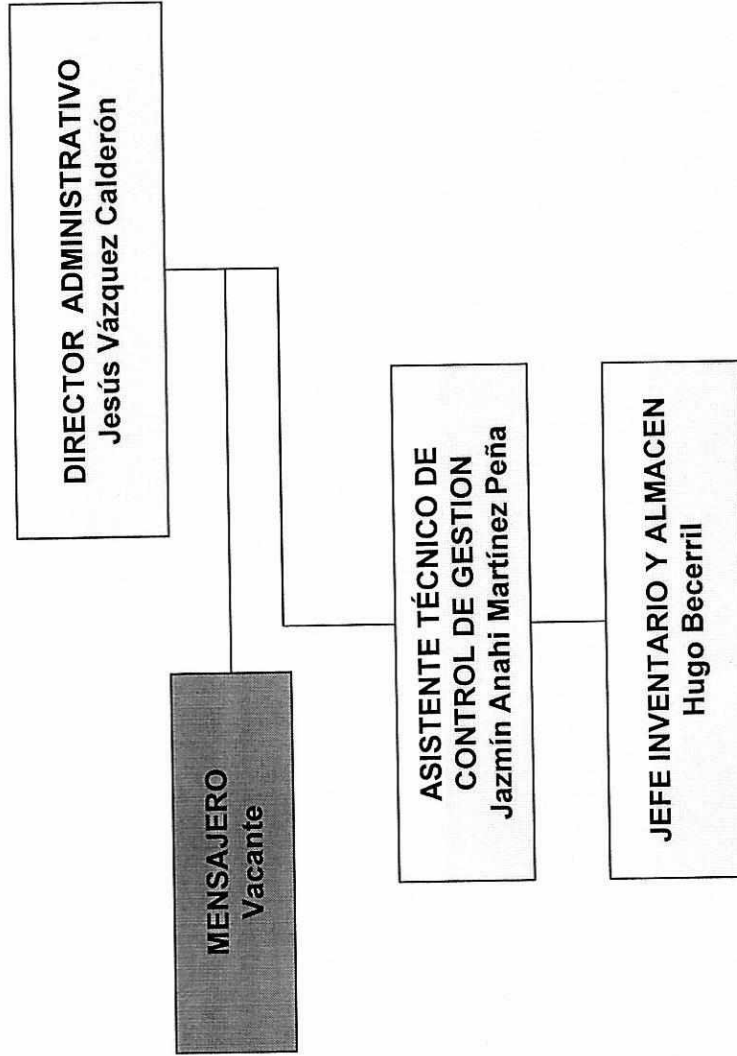 DIRECTOR ADMINISTRATIVO
Jesús Vázquez Calderón
MENSAJERO
Vacante
ASISTENTE TÉCNICO DE
CONTROL DE GESTION
Jazmín Anahi Martínez Peña
JEFE INVENTARIO Y ALMACEN
Hugo Becerril